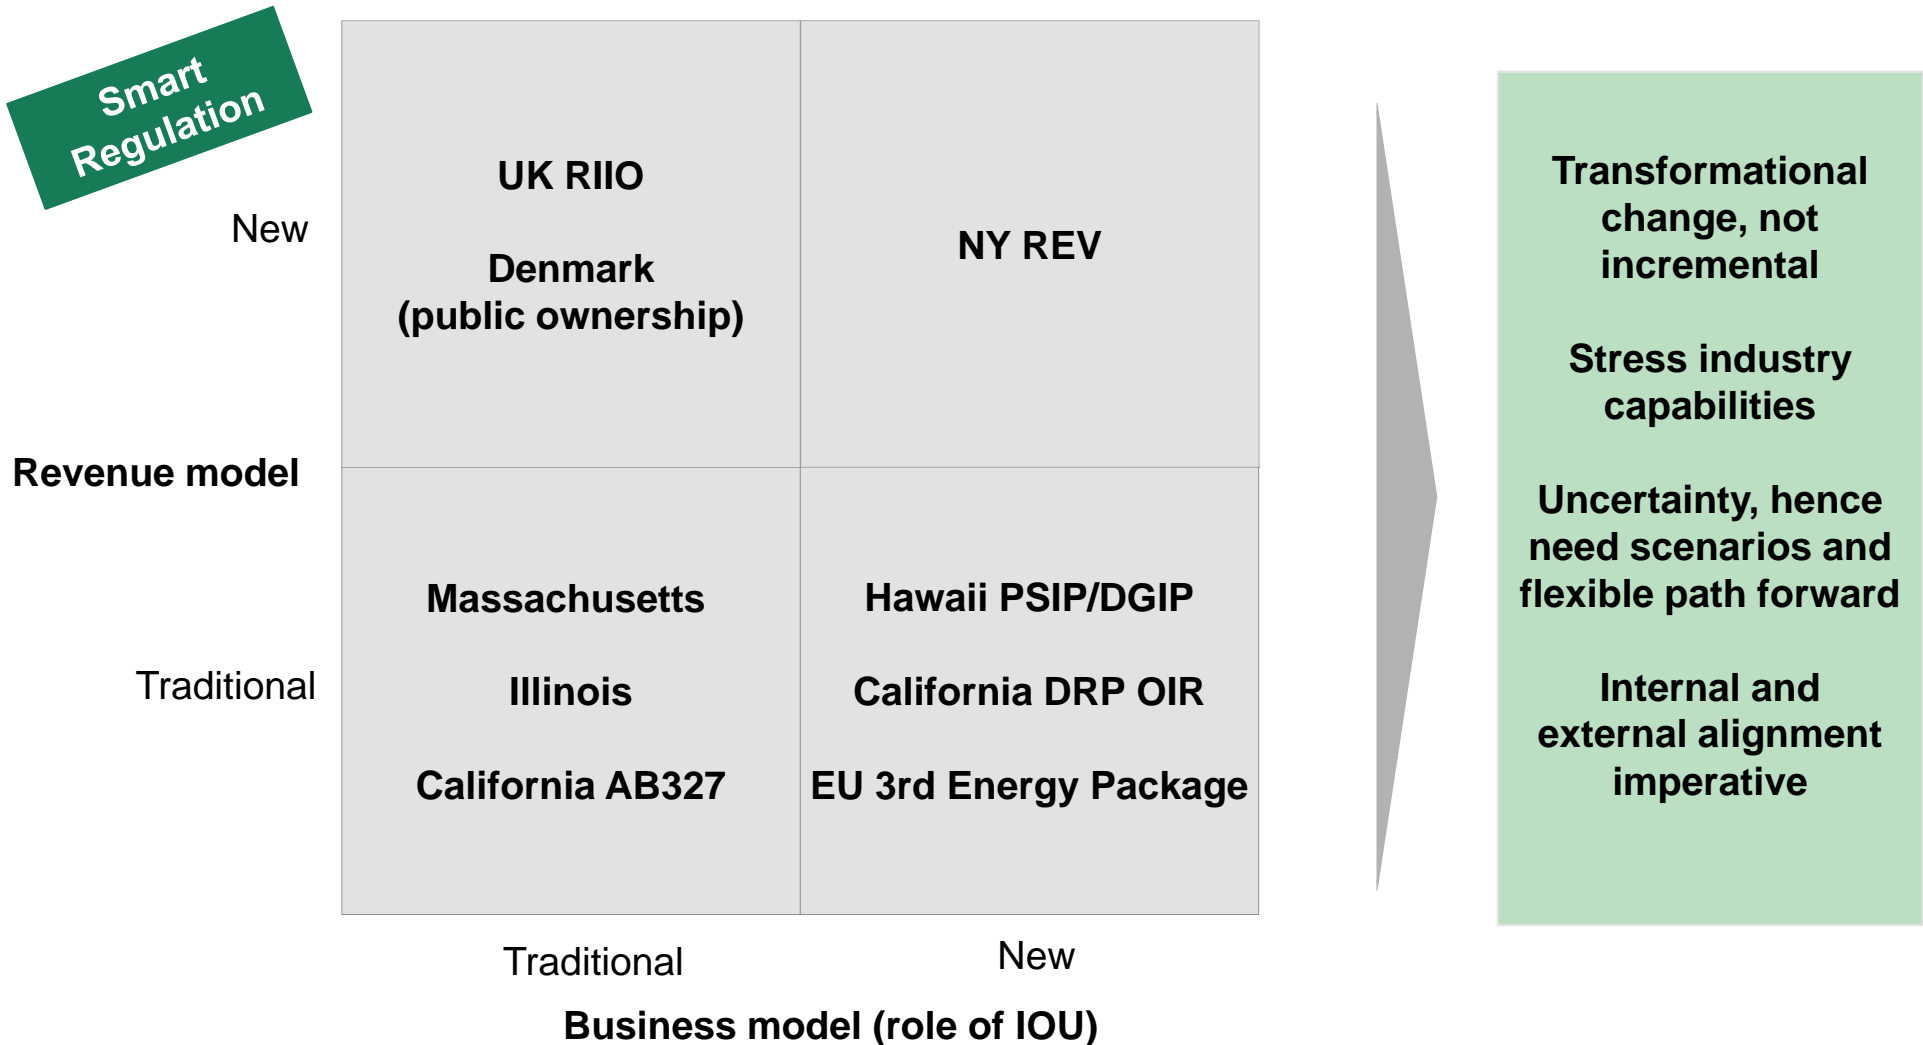 Smart
Regulation
New
Revenue model
Traditional
UK RIIO
Denmark
(public ownership)
NY REV
Massachusetts
Illinois
California AB327
Hawaii PSIP/DGIP
California DRP OIR
EU 3rd Energy Package
Traditional
New
Business model (role of IOU)
Transformational
change, not
incremental
Stress industry
capabilities
Uncertainty, hence
need scenarios and
flexible path forward
Internal and
external alignment
imperative